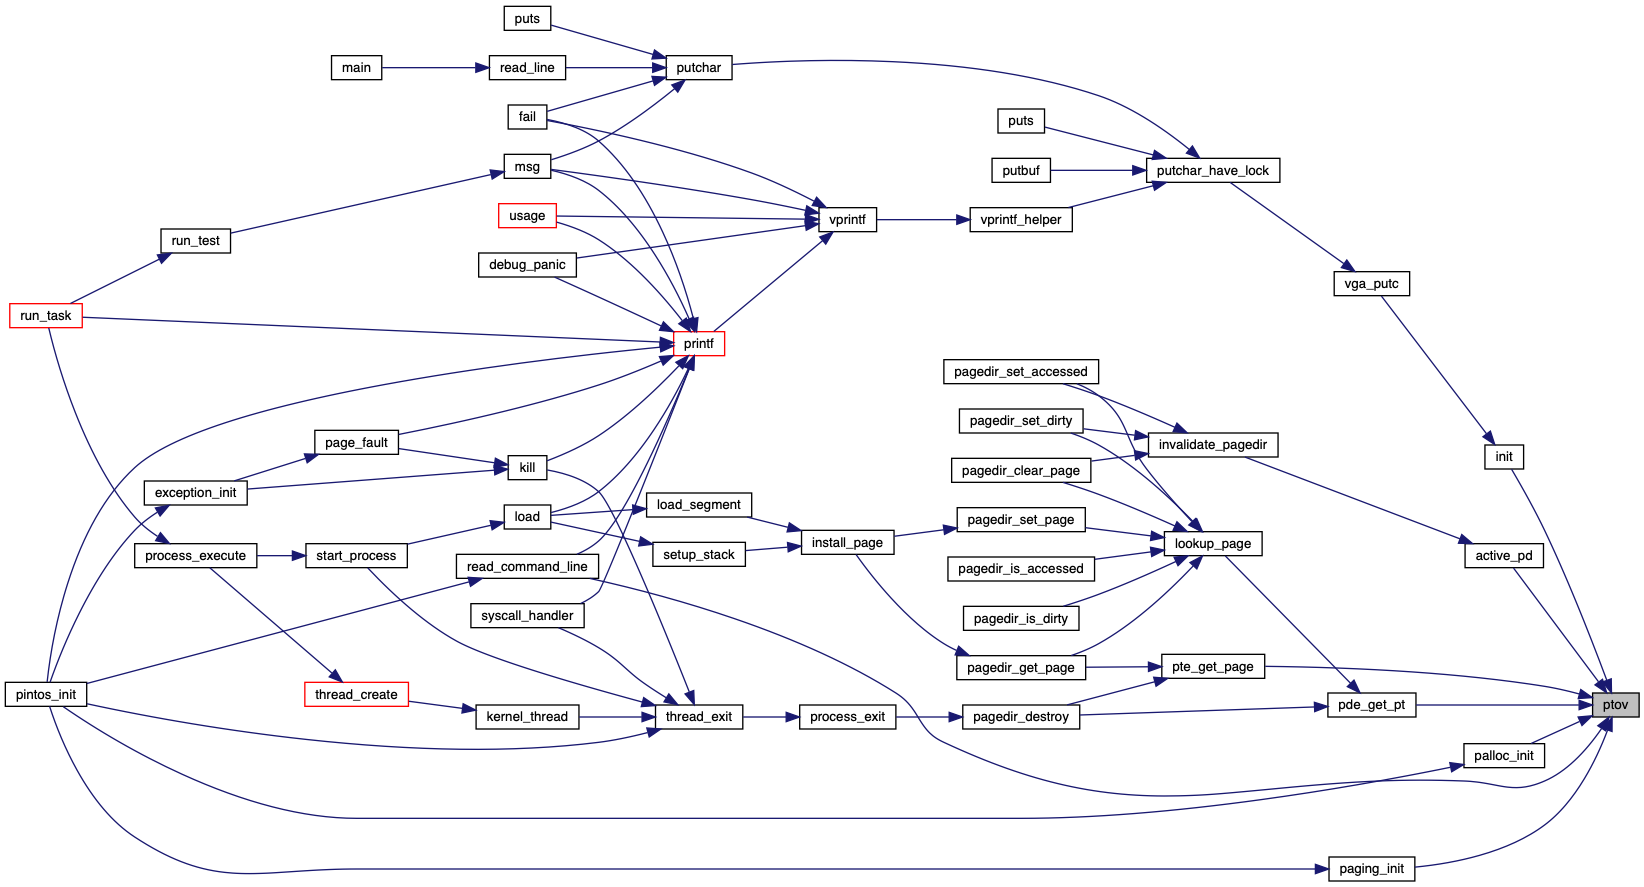 puts
main
read_line
putchar
fail
puts
msg
putbuf
putchar_have_lock
usage
vprintf
vprintf_helper
run_test
debug_panic
vga_putc
run_task
printf
pagedir_set_accessed
pagedir_set_dirty
page_fault
invalidate_pagedir
init
kill
pagedir_clear_page
exception_init
load_segment
load
pagedir_set_page
install_page
lookup_page
process_execute
start_process
setup_stack
active_pd
read_command_line
pagedir_is_accessed
syscall_handler
pagedir_is_dirty
pagedir_get_page
pte_get_page
pintos_init
thread_create
kernel_thread
thread_exit
process_exit
pagedir_destroy
pde_get_pt
ptov
palloc_init
paging_init